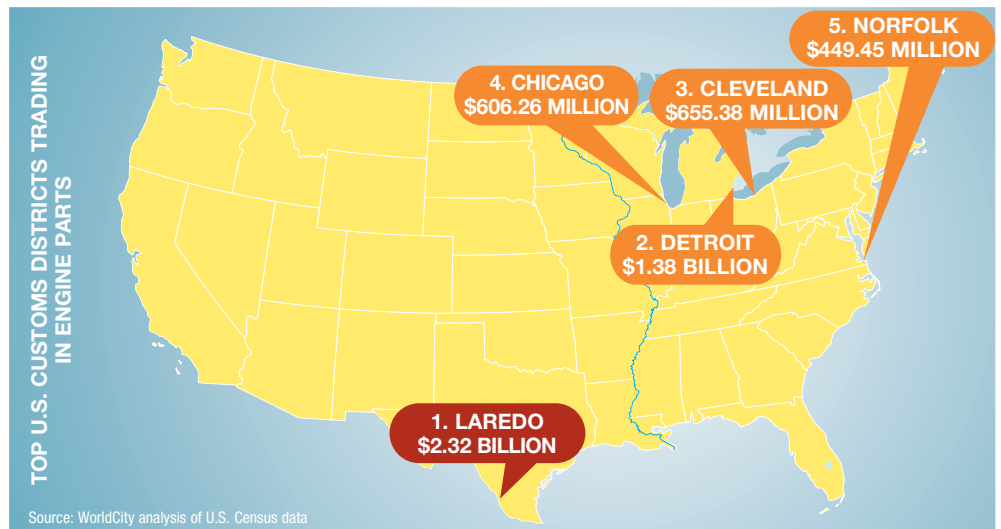 TOP U.S. CUSTOMS DISTRICTS TRADING
IN ENGINE PARTS
5. NORFOLK
$449.45 MILLION
4. CHICAGO
$606.26 MILLION
3. CLEVELAND
$655.38 MILLION
2. DETROIT
$1.38 BILLION
1. LAREDO
$2.32 BILLION
Source: WorldCity analysis of U.S. Census data